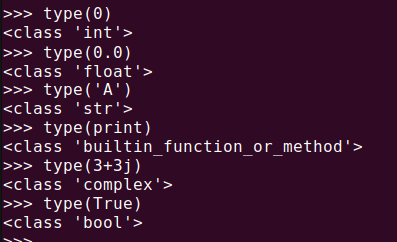 >>> type(0)
<class 'int'>
>>> type(0.0)
<class 'float'>
>>> type('A')
<class 'str'>
>>> type(print)
<class 'builtin_function_or_method'>
>>> type(3+3j)
<class 'complex'>
>>> type(True)
<class 'bool'>
>>>